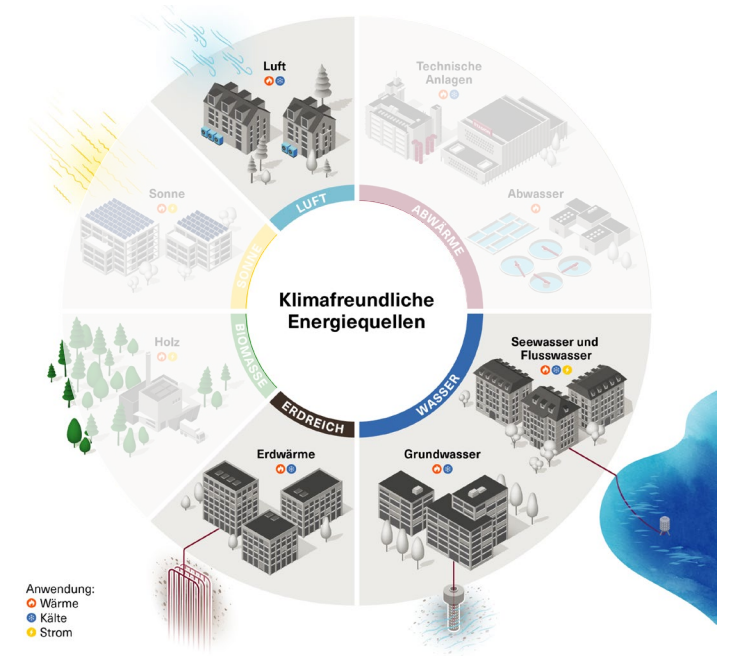 Luft
Technische
Anlagen
Sonne
Abwasser
LUFT
ABWÄRME
SONNE
Klimafreundliche
Energiequellen
Holz
BIOMASSE
Seewasser und
Flusswasser
WASSER
ERDREICH
Erdwärme
Grundwasser
Anwendung:
Wärme
Kälte
Strom